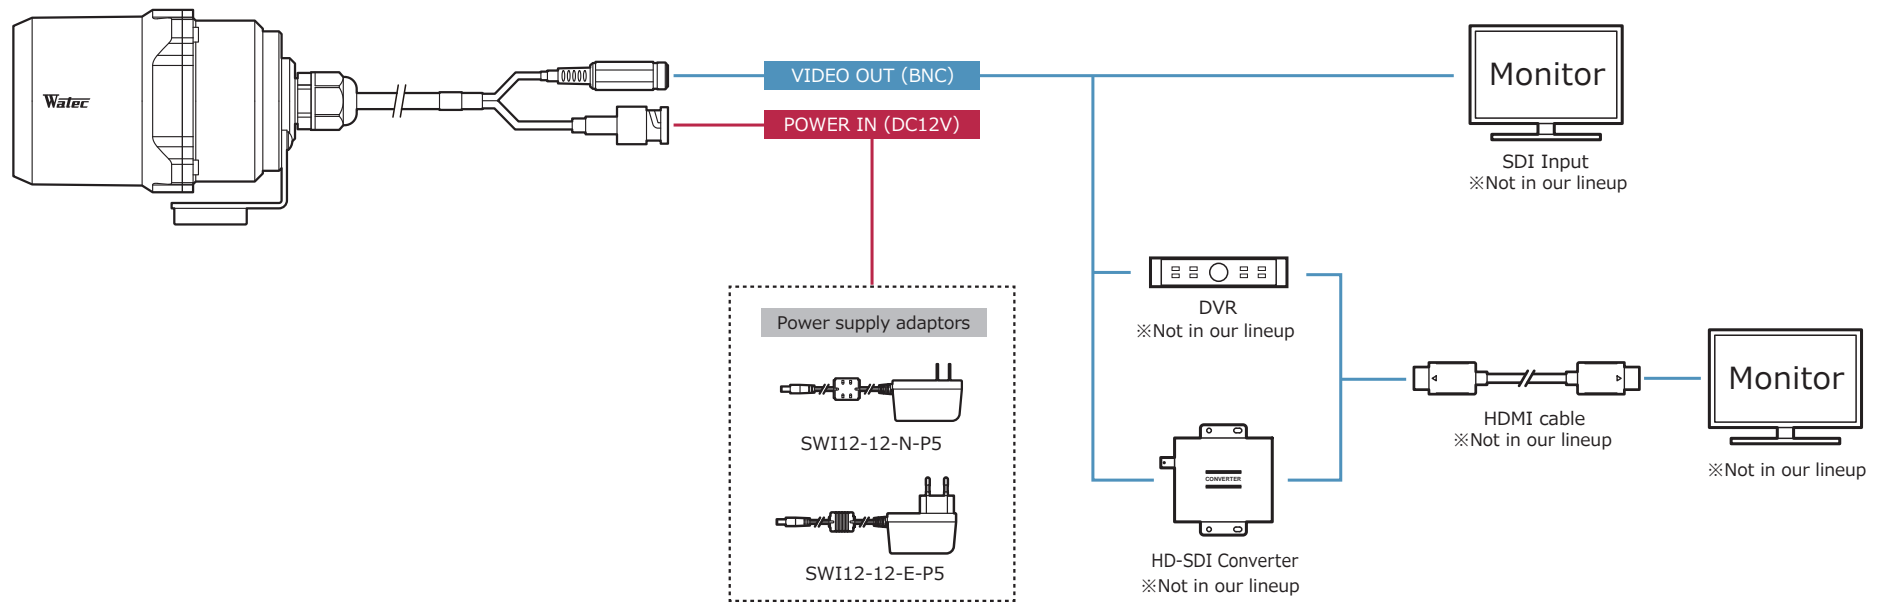 Watec
VIDEO OUT (BNC)
POWER IN (DC12V)
Monitor
SDI Input
※Not in our lineup
DVR
※Not in our lineup
Power supply adaptors
SWI12-12-N-P5
SWI12-12-E-P5
CONVERTER
HD-SDI Converter
※Not in our lineup
HDMI cable
※Not in our lineup
Monitor
※Not in our lineup